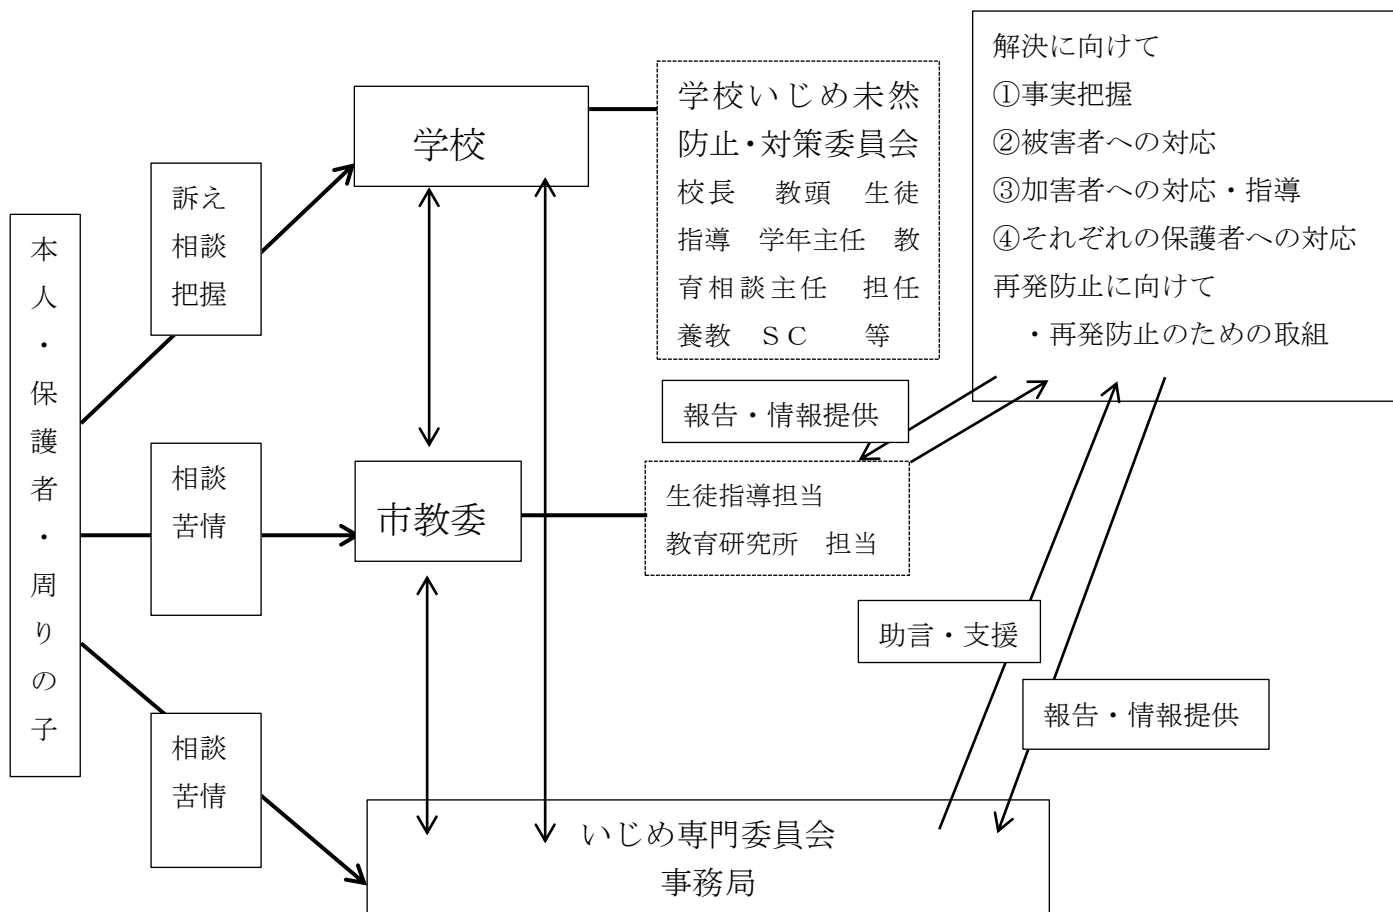 本人・保護者・周りの子
訴え
相談
把握
相談
苦情
相談
苦情
学校
市教委
いじめ専門委員会
事務局
学校いじめ未然
防止・対策委員会
校長　教頭　生徒
指導　学年主任　教
育相談主任　担任
養教　ＳＣ　　等
報告・情報提供
生徒指導担当
教育研究所　担当
解決に向けて
①事実把握
②被害者への対応
③加害者への対応・指導
④それぞれの保護者への対応
再発防止に向けて
・再発防止のための取組
助言・支援
報告・情報提供